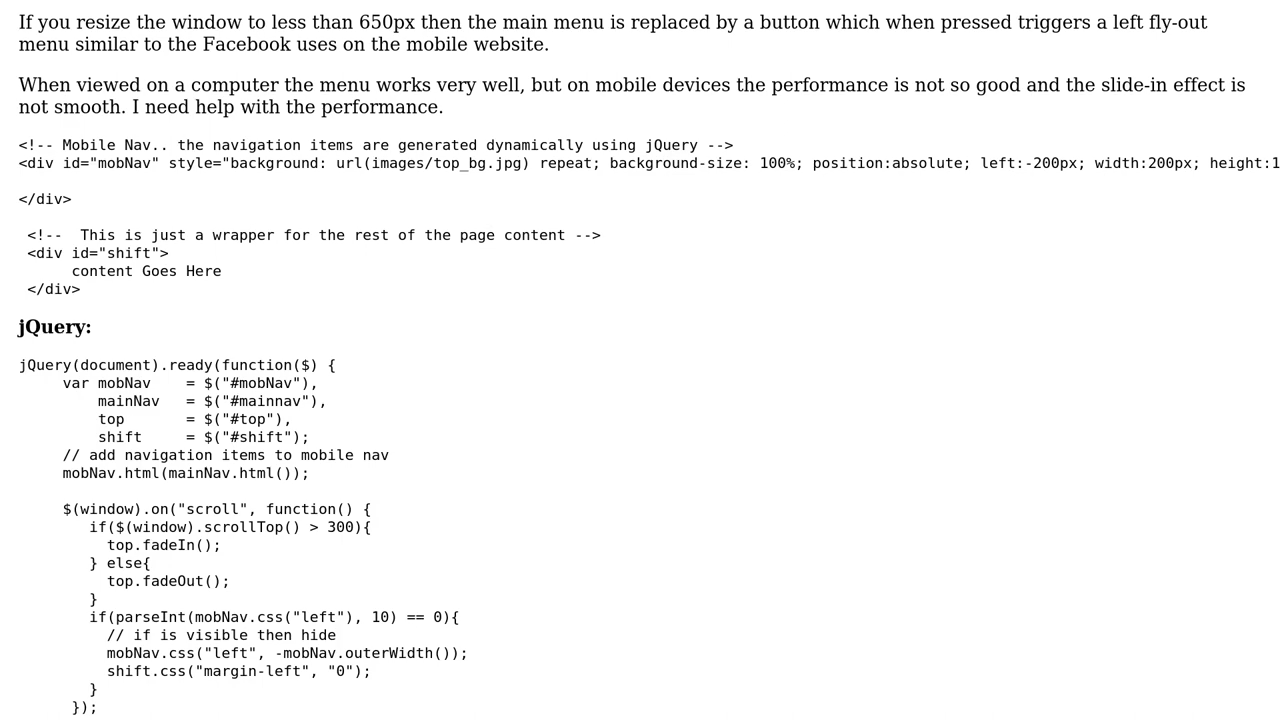 If you resize the window to less than 650px then the main menu is replaced by a button which when pressed triggers a left fly-out
menu similar to the Facebook uses on the mobile website.
When viewed on a computer the menu works very well, but on mobile devices the performance is not so good and the slide-in effect is
not smooth. I need help with the performance.
<!-- Mobile Nav.. the navigation items are generated dynamically using jQuery -->
<div id="mobNav" style="background: url(images/top_bg.jpg) repeat; background-size: 100%; position:absolute; left:-200px; width:200px; height:1
</div>
<!--  This is just a wrapper for the rest of the page content -->
<div id="shift">
content Goes Here
</div>
jQuery:
jQuery(document).ready(function($) {
var mobNav    = $("#mobNav"),
mainNav   = $("#mainnav"),
top       = $("#top"),
shift     = $("#shift");
// add navigation items to mobile nav
mobNav.html(mainNav.html());
$(window).on("scroll", function() {
if($(window).scrollTop() > 300){
top.fadeIn();
} else{
top.fadeOut();
}
if(parseInt(mobNav.css("left"), 10) == 0){
// if is visible then hide
mobNav.css("left", -mobNav.outerWidth());
shift.css("margin-left", "0");
}
});